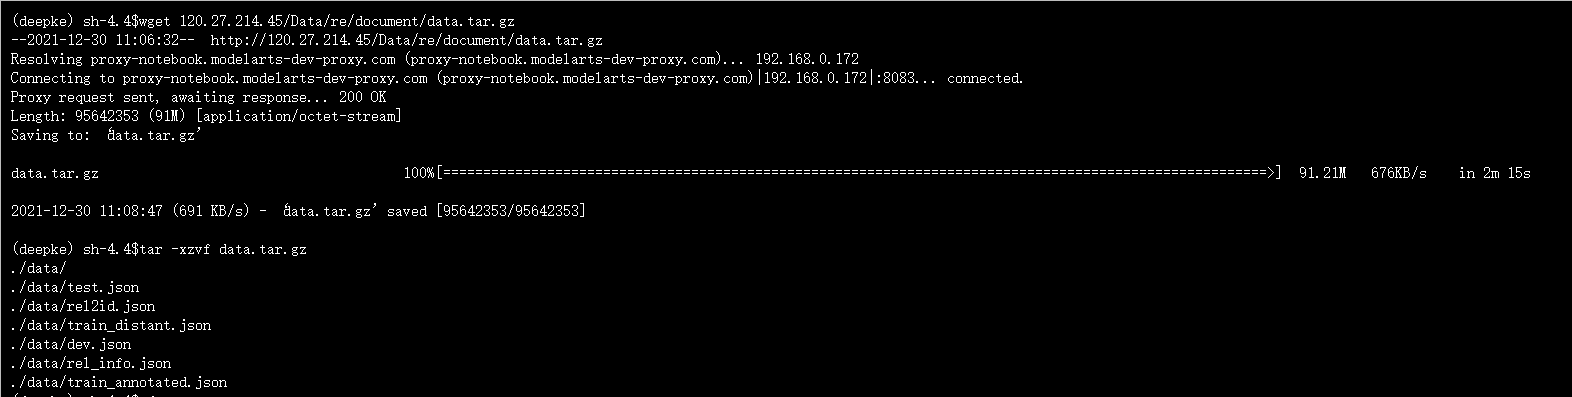 (deepke) sh-4.4$wget 120.27.214.45/Data/re/document/data.tar.gz
--2021-12-30 11:06:32--  http://120.27.214.45/Data/re/document/data.tar.gz
Resolving proxy-notebook.modelarts-dev-proxy.com (proxy-notebook.modelarts-dev-proxy.com)... 192.168.0.172
Connecting to proxy-notebook.modelarts-dev-proxy.com (proxy-notebook.modelarts-dev-proxy.com)|192.168.0.172|:8083... connected.
Proxy request sent, awaiting response... 200 OK
Length: 95642353 (91M) [application/octet-stream]
Saving to: ‘data.tar.gz’
data.tar.gz 100%[=======================================================================================================>] 91.21M 676KB/s in 2m 15s
2021-12-30 11:08:47 (691 KB/s) - ‘data.tar.gz’ saved [95642353/95642353]
(deepke) sh-4.4$tar -xzvf data.tar.gz
./data/
./data/test.json
./data/rel2id.json
./data/train_distant.json
./data/dev.json
./data/rel_info.json
./data/train_annotated.json